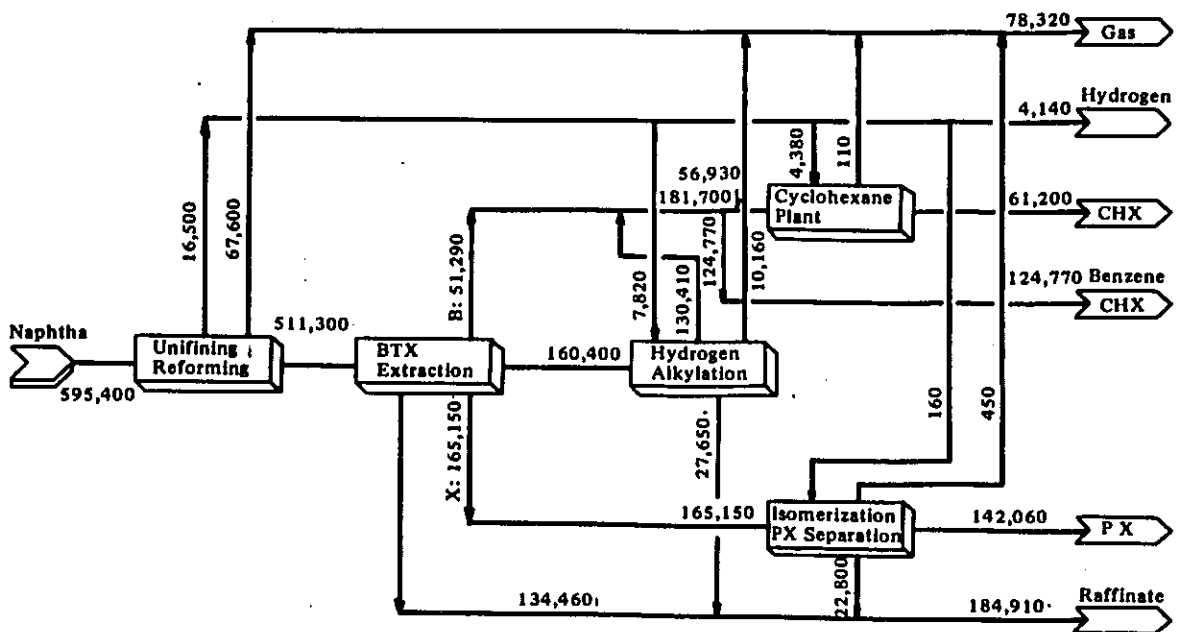 78,320
Gas
Hydrogen
4,140
16,500
67,600
4,380
110
56,930
181,700
Cyclohexane
Plant
61,200
CHX
B: 51,290
7,820
130,410
124,770
10,160
124,770 Benzene
CHX
Naphtha
595,400
Unifining
Reforming
511,300
BTX
Extraction
160,400
Hydrogen
Alkylation
160
450
X: 165,150
27,650
165,150
Isomerization
PX Separation
142,060
PX
22,800
134,460
184,910
Raffinate